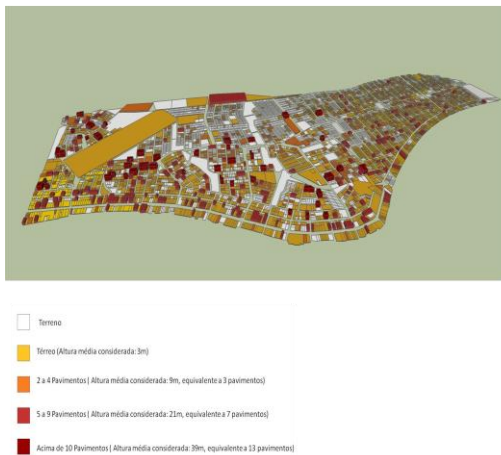 Terreno
Térreo (Altura média considerada: 3m)
2 a 4 Pavimentos ( Altura média considerada: 9m, equivalente a 3 pavimentos)
5 a 9 Pavimentos ( Altura média considerada: 21m, equivalente a 7 pavimentos)
Acima de 10 Pavimentos ( Altura média considerada: 39m, equivalente a 13 pavimentos)